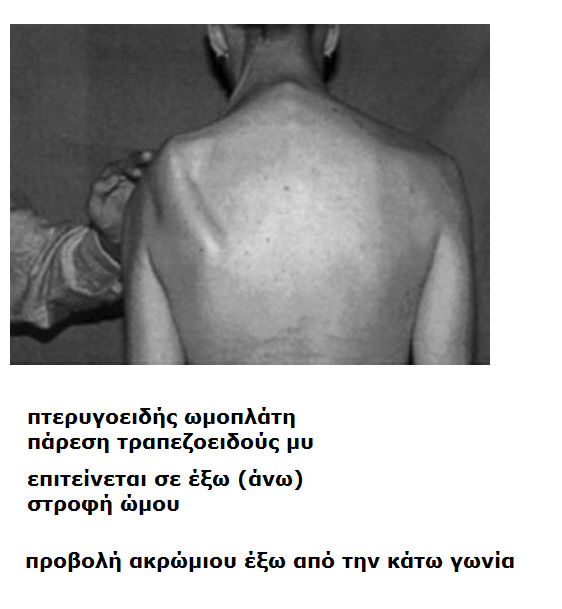 πτερυγοειδής ωμοπλάτη
πάρεση τραπεζοειδούς μυ
επιτείνεται σε έξω (άνω)
στροφή ώμου
προβολή ακρώμιου έξω από την κάτω γωνία